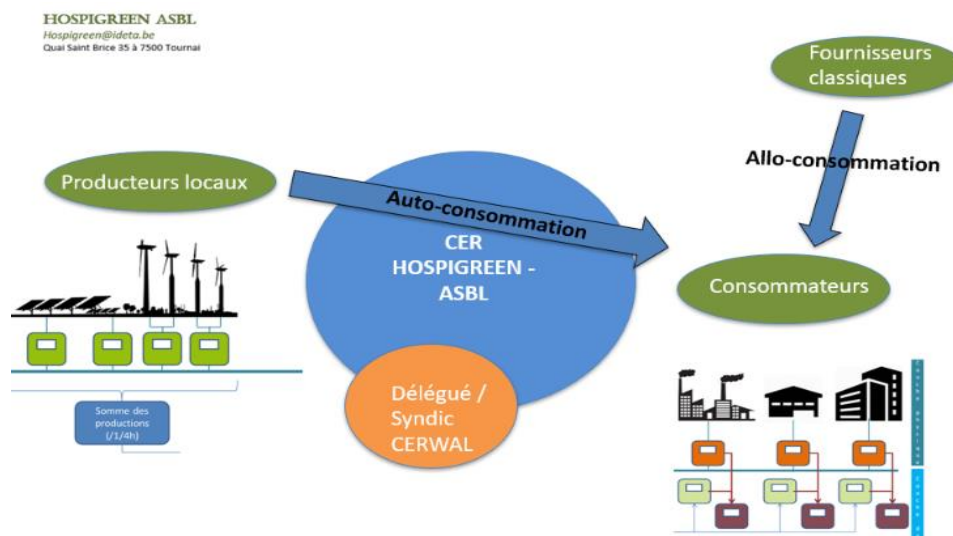 HOSPIGREEN ASBL
Hospigreen@ideta.be
Quai Saint Brice 35 à 7500 Tournai
Fournisseurs
classiques
Allo-consommation
Producteurs locaux
Auto-consommation
CER
HOSPIGREEN -
ASBL
Consommateurs
Délégué /
Syndic
CERWAL
Somme des
productions
(/1/4h)